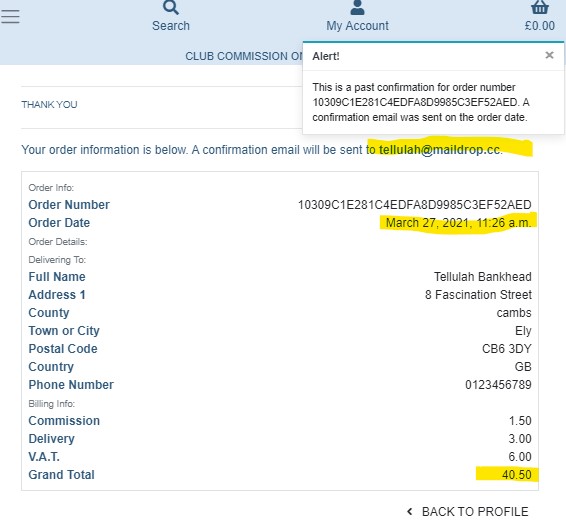 Search
My Account
£0.00
CLUB COMMISSION
Alert!
×
This is a past confirmation for order number
10309C1E281C4EDFA8D9985C3EF52AED. A
confirmation email was sent on the order date.
THANK YOU
Your order information is below. A confirmation email will be sent to tellulah@maildrop.cc.
Order Info:
Order Number 10309C1E281C4EDFA8D9985C3EF52AED
Order Date March 27, 2021, 11:26 a.m.
Order Details:
Delivering To:
Full Name Tellulah Bankhead
Address 1 8 Fascination Street
County cambs
Town or City Ely
Postal Code CB6 3DY
Country GB
Phone Number 0123456789
Billing Info:
Commission 1.50
Delivery 3.00
V.A.T. 6.00
Grand Total 40.50
BACK TO PROFILE